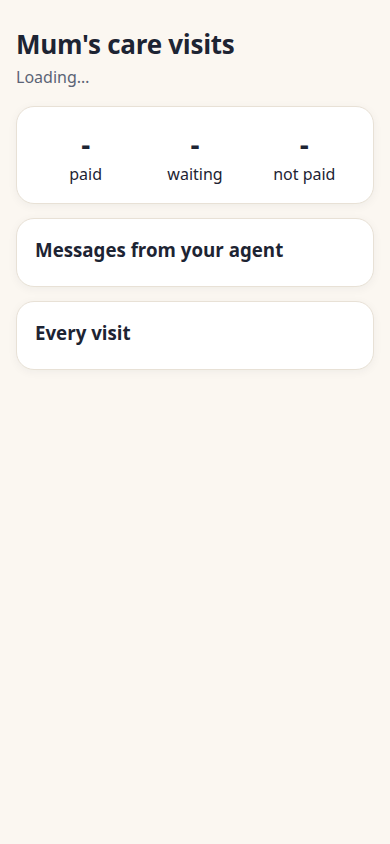 Mum's care visits
Loading...
- - -
paid waiting not paid
Messages from your agent
Every visit